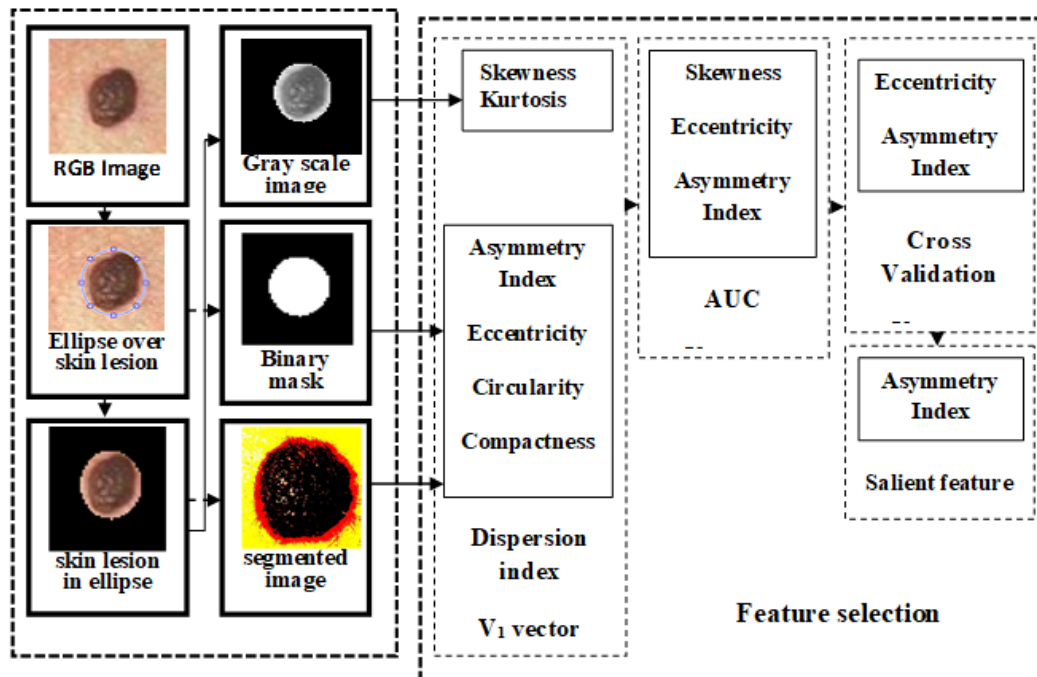 RGB Image
Gray scale
image
Ellipse over
skin lesion
Binary
mask
skin lesion
in ellipse
segmented
image
Skewness
Kurtosis
Asymmetry
Index
Eccentricity
Circularity
Compactness
Dispersion
index
V₁ vector
Skewness
Eccentricity
Asymmetry
Index
AUC
--
Eccentricity
Asymmetry
Index
Cross
Validation
--
Asymmetry
Index
Salient feature
Feature selection